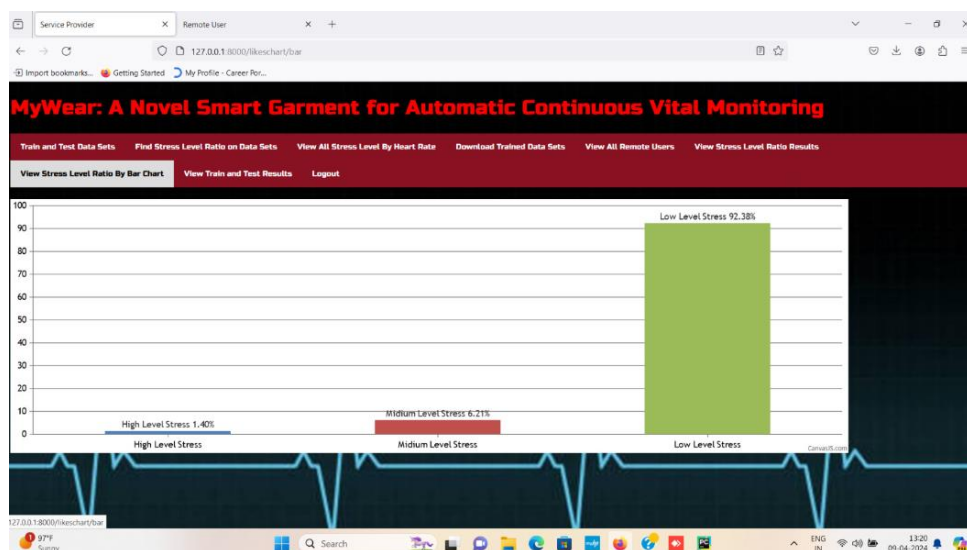 Service Provider
Remote User
127.0.0.1:8000/likeschart/bar
Import bookmarks...
Getting Started
My Profile - Career Por...
MyWear: A Novel Smart Garment for Automatic Continuous Vital Monitoring
Train and Test Data Sets
Find Stress Level Ratio on Data Sets
View All Stress Level By Heart Rate
Download Trained Data Sets
View All Remote Users
View Stress Level Ratio Results
View Stress Level Ratio By Bar Chart
View Train and Test Results
Logout
100
90
80
70
60
50
40
30
20
10
0
Low Level Stress 92.38%
Midium Level Stress 6.21%
High Level Stress 1.40%
High Level Stress
Midium Level Stress
Low Level Stress
CanvasJS.com
127.0.0.1:8000/likeschart/bar
1
97°F
Sunny
Search
ENG
IN
13:20
09-04-2024